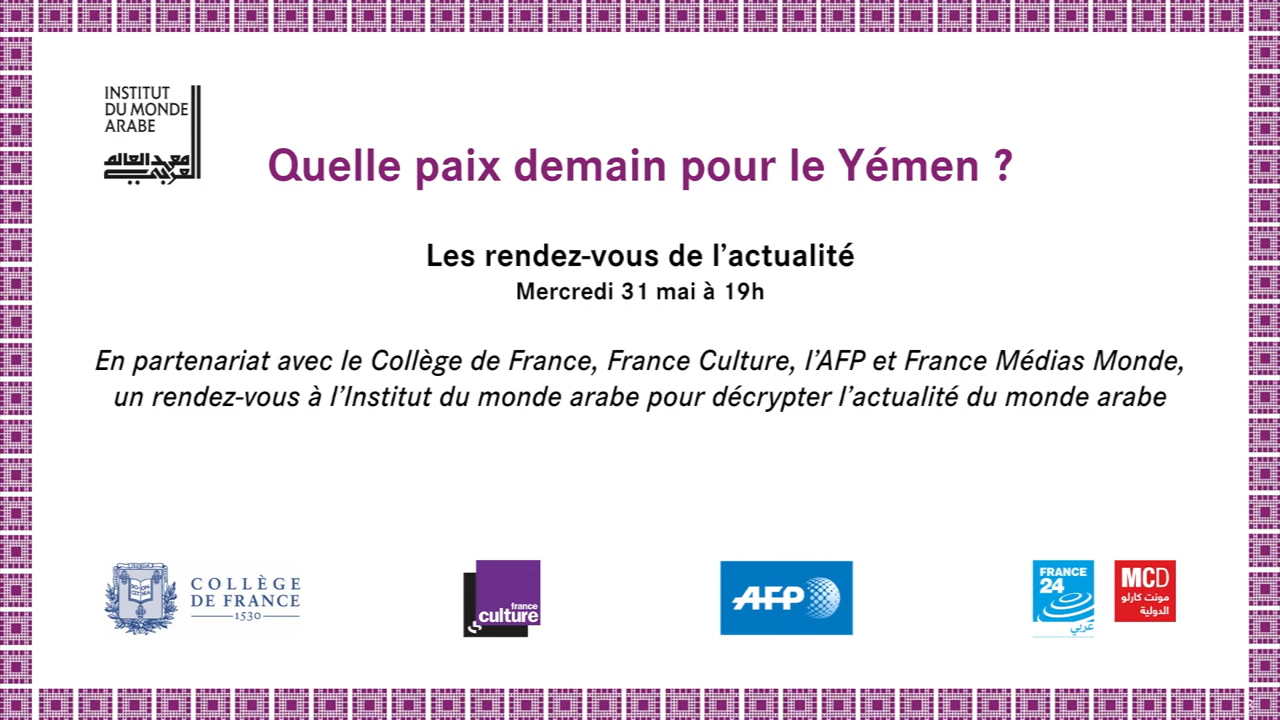 INSTITUT
DU MONDE
ARABE
معهد العالم
العربي
Quelle paix demain pour le Yémen ?
Les rendez-vous de l’actualité
Mercredi 31 mai à 19h
En partenariat avec le Collège de France, France Culture, l’AFP et France Médias Monde,
un rendez-vous à l’Institut du monde arabe pour décrypter l’actualité du monde arabe
COLLÈGE
DE FRANCE
1530
france
culture
AFP
FRANCE
24
عربي
MCD
مونت كارلو
الدولية